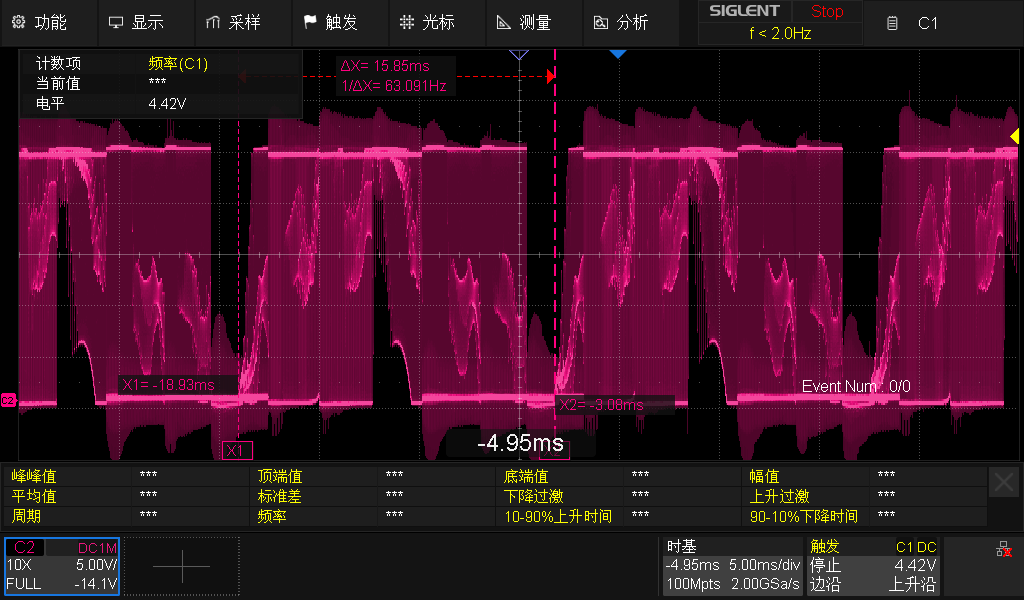 功能 显示 采样 触发 光标 测量 分析 SIGLENT Stop C1
f < 2.0Hz
计数项 频率(C1)
当前值 ***
电平 4.42V
ΔX= 15.85ms
1/ΔX= 63.091Hz
X1= -18.93ms
Event Num 0/0
C2
X2= -3.08ms
-4.95ms
X1
峰峰值 *** 顶端值 *** 底端值 *** 幅值 ***
平均值 *** 标准差 *** 下降过激 *** 上升过激 ***
周期 *** 频率 *** 10-90%上升时间 *** 90-10%下降时间 ***
C2 DC1M
10X 5.00V/
FULL -14.1V
时基
-4.95ms 5.00ms/div
100Mpts 2.00GSa/s
触发 C1 DC
停止 4.42V
边沿 上升沿